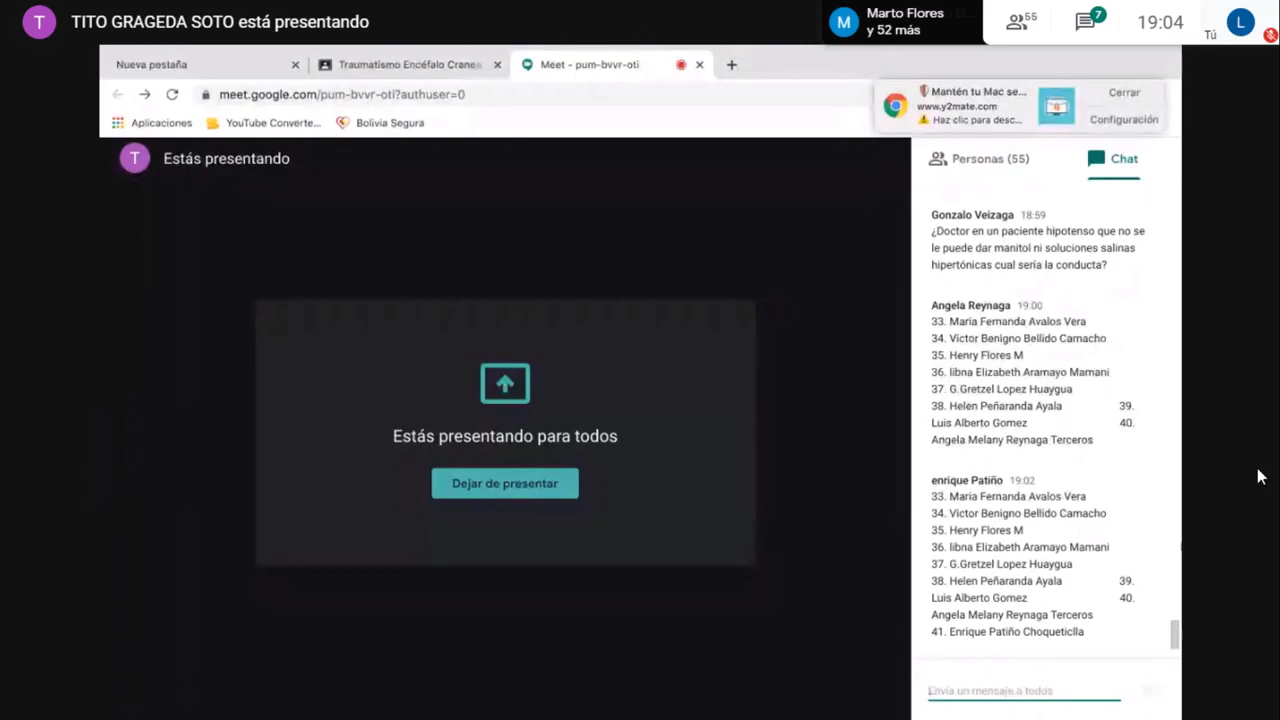 T TITO GRAGEDA SOTO está presentando
M Marto Flores
y 52 más
55
7
19:04
Tú
L
Nueva pestaña
Traumatismo Encéfalo Crane
Meet - pum-bvvr-oti
meet.google.com/pum-bvvr-oti?authuser=0
Mantén tu Mac se...
www.y2mate.com
Haz clic para desc...
Cerrar
Configuración
Aplicaciones
YouTube Converte...
Bolivia Segura
T Estás presentando
Estás presentando para todos
Dejar de presentar
Personas (55)
Chat
Gonzalo Veizaga 18:59
¿Doctor en un paciente hipotenso que no se
le puede dar manitol ni soluciones salinas
hipertónicas cual sería la conducta?
Angela Reynaga 19:00
33. Maria Fernanda Avalos Vera
34. Victor Benigno Bellido Camacho
35. Henry Flores M
36. libna Elizabeth Aramayo Mamani
37. G.Gretzel Lopez Huaygua
38. Helen Peñaranda Ayala 39.
Luis Alberto Gomez 40.
Angela Melany Reynaga Terceros
enrique Patiño 19:02
33. Maria Fernanda Avalos Vera
34. Victor Benigno Bellido Camacho
35. Henry Flores M
36. libna Elizabeth Aramayo Mamani
37. G.Gretzel Lopez Huaygua
38. Helen Peñaranda Ayala 39.
Luis Alberto Gomez 40.
Angela Melany Reynaga Terceros
41. Enrique Patiño Choqueticlla
Envía un mensaje a todos